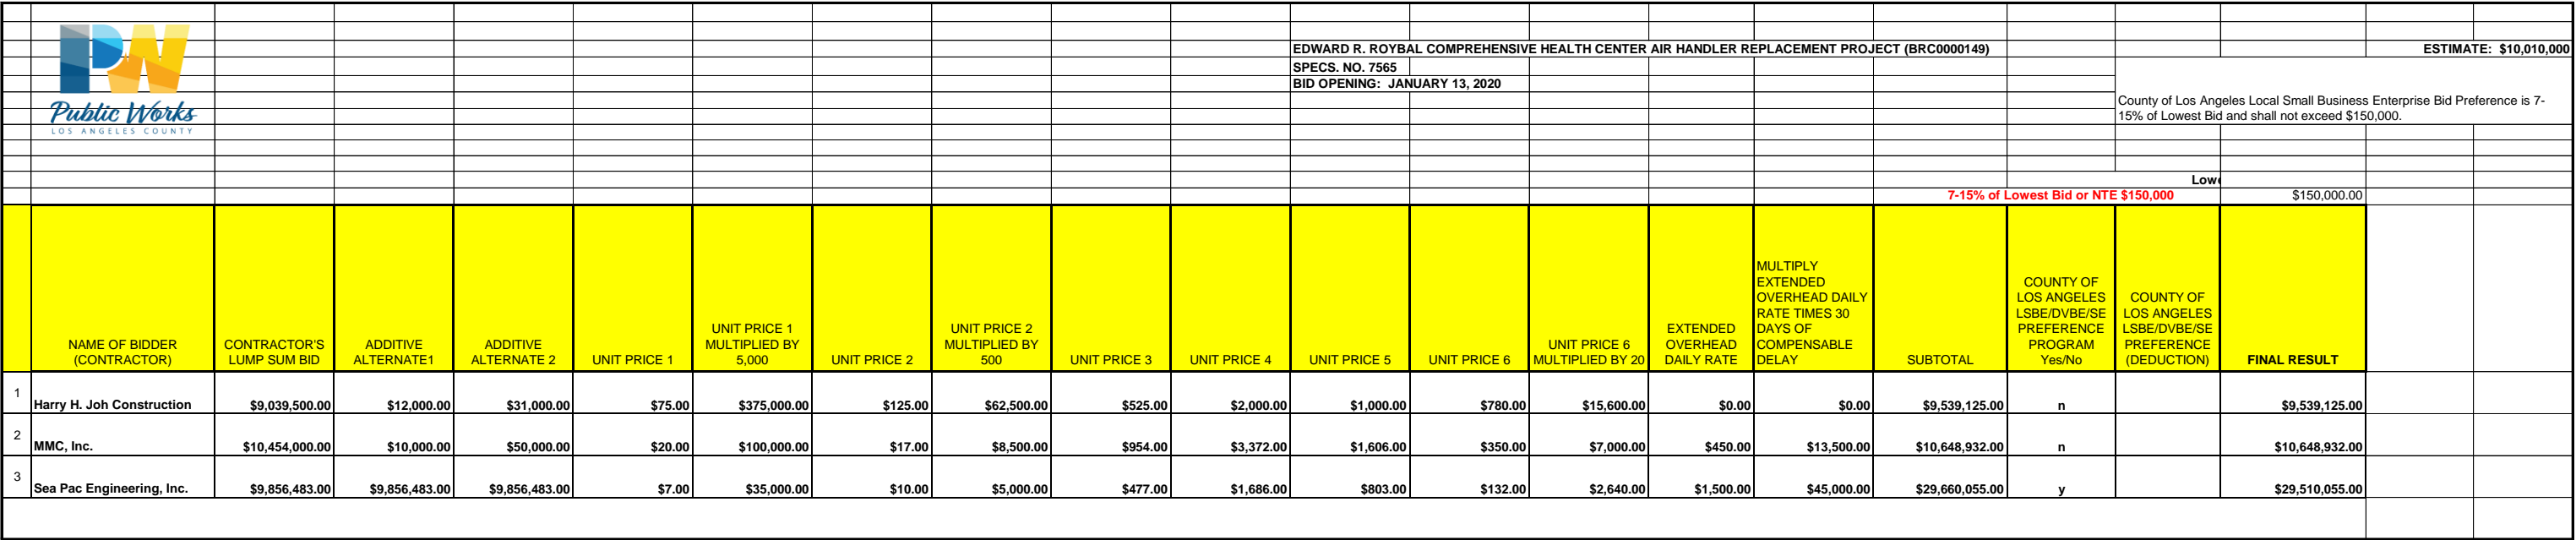 PW
Public Works
LOS ANGELES COUNTY
EDWARD R. ROYBAL COMPREHENSIVE HEALTH CENTER AIR HANDLER REPLACEMENT PROJECT (BRC0000149)
ESTIMATE: $10,010,000
SPECS. NO. 7565
BID OPENING: JANUARY 13, 2020
County of Los Angeles Local Small Business Enterprise Bid Preference is 7-
15% of Lowest Bid and shall not exceed $150,000.
Lowe
7-15% of Lowest Bid or NTE $150,000 $150,000.00
NAME OF BIDDER
(CONTRACTOR)
CONTRACTOR'S
LUMP SUM BID
ADDITIVE
ALTERNATE1
ADDITIVE
ALTERNATE 2
UNIT PRICE 1
UNIT PRICE 1
MULTIPLIED BY
5,000
UNIT PRICE 2
UNIT PRICE 2
MULTIPLIED BY
500
UNIT PRICE 3
UNIT PRICE 4
UNIT PRICE 5
UNIT PRICE 6
UNIT PRICE 6
MULTIPLIED BY 20
EXTENDED
OVERHEAD
DAILY RATE
MULTIPLY
EXTENDED
OVERHEAD DAILY
RATE TIMES 30
DAYS OF
COMPENSABLE
DELAY
SUBTOTAL
COUNTY OF
LOS ANGELES
LSBE/DVBE/SE
PREFERENCE
PROGRAM
Yes/No
COUNTY OF
LOS ANGELES
LSBE/DVBE/SE
PREFERENCE
(DEDUCTION)
FINAL RESULT
1 Harry H. Joh Construction $9,039,500.00 $12,000.00 $31,000.00 $75.00 $375,000.00 $125.00 $62,500.00 $525.00 $2,000.00 $1,000.00 $780.00 $15,600.00 $0.00 $0.00 $9,539,125.00 n $9,539,125.00
2 MMC, Inc. $10,454,000.00 $10,000.00 $50,000.00 $20.00 $100,000.00 $17.00 $8,500.00 $954.00 $3,372.00 $1,606.00 $350.00 $7,000.00 $450.00 $13,500.00 $10,648,932.00 n $10,648,932.00
3 Sea Pac Engineering, Inc. $9,856,483.00 $9,856,483.00 $9,856,483.00 $7.00 $35,000.00 $10.00 $5,000.00 $477.00 $1,686.00 $803.00 $132.00 $2,640.00 $1,500.00 $45,000.00 $29,660,055.00 y $29,510,055.00